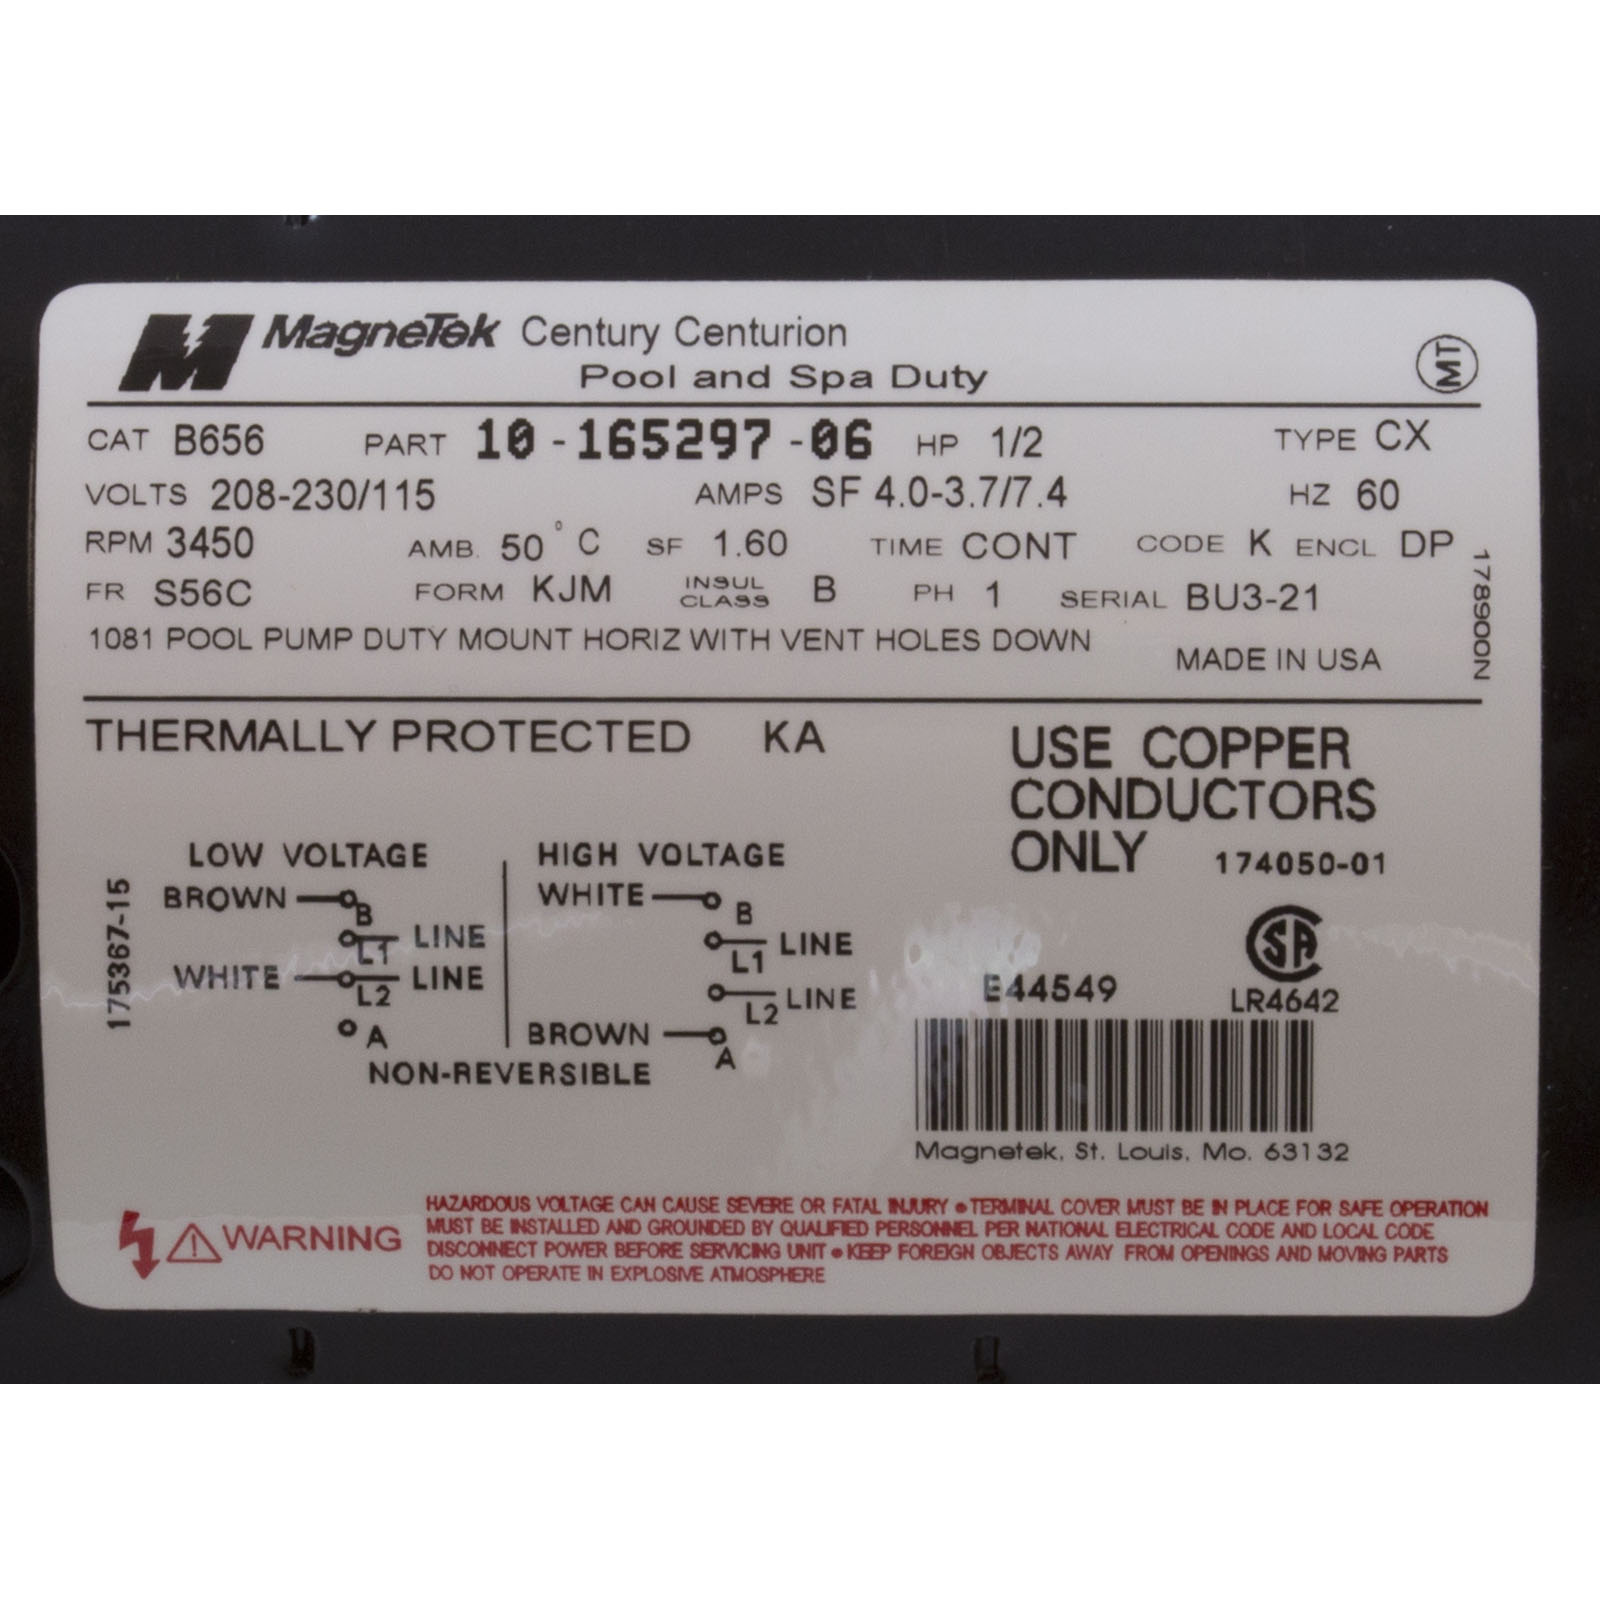 MagneTek Century Centurion
Pool and Spa Duty
MT
CAT B656 PART 10-165297-06 HP 1/2 TYPE CX
VOLTS 208-230/115 AMPS SF 4.0-3.7/7.4 HZ 60
RPM 3450 AMB. 50°C SF 1.60 TIME CONT CODE K ENCL DP
FR S56C FORM KJM INSUL CLASS B PH 1 SERIAL BU3-21
1081 POOL PUMP DUTY MOUNT HORIZ WITH VENT HOLES DOWN
MADE IN USA
178900N
THERMALLY PROTECTED KA
USE COPPER
CONDUCTORS
ONLY 174050-01
175367-15
LOW VOLTAGE
BROWN B
L1 LINE
WHITE L2 LINE
A
HIGH VOLTAGE
WHITE B
L1 LINE
L2 LINE
BROWN A
NON-REVERSIBLE
E44549
SA
LR4642
Magnetek, St. Louis, Mo. 63132
WARNING
HAZARDOUS VOLTAGE CAN CAUSE SEVERE OR FATAL INJURY • TERMINAL COVER MUST BE IN PLACE FOR SAFE OPERATION
MUST BE INSTALLED AND GROUNDED BY QUALIFIED PERSONNEL PER NATIONAL ELECTRICAL CODE AND LOCAL CODE
DISCONNECT POWER BEFORE SERVICING UNIT • KEEP FOREIGN OBJECTS AWAY FROM OPENINGS AND MOVING PARTS
DO NOT OPERATE IN EXPLOSIVE ATMOSPHERE